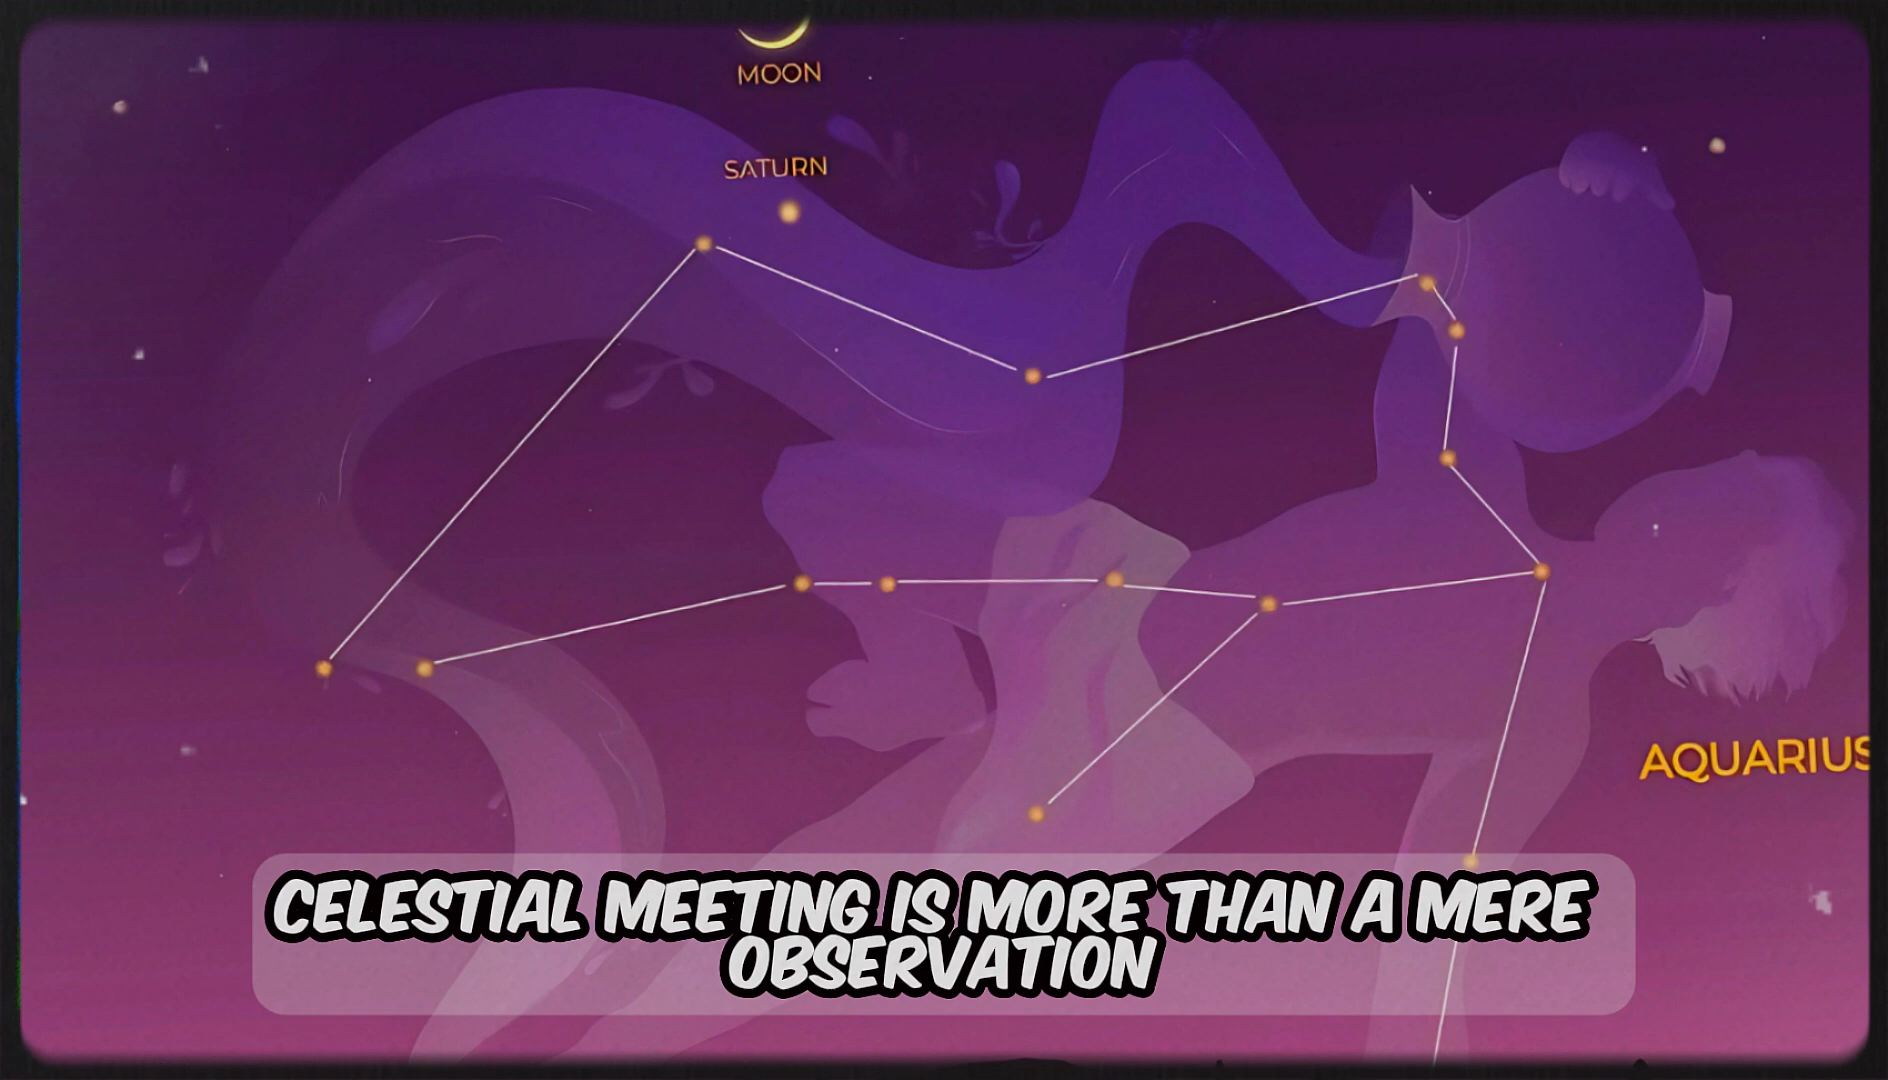 MOON
SATURN
AQUARIUS
CELESTIAL MEETING IS MORE THAN A MERE
OBSERVATION